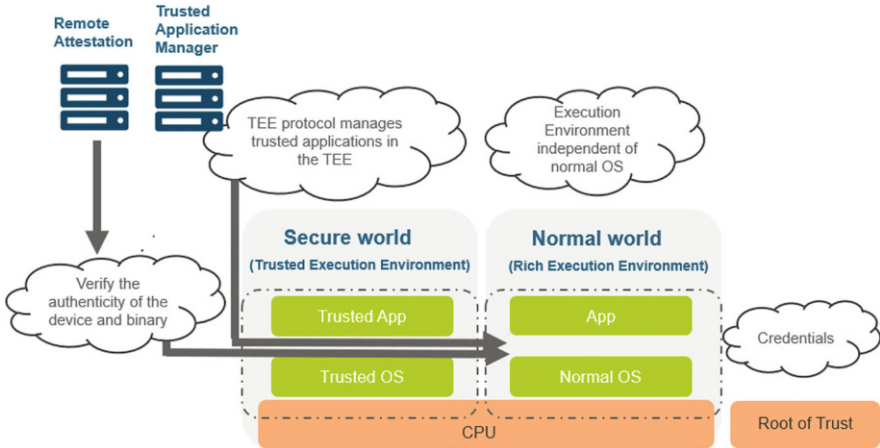 Remote
Attestation
Trusted
Application
Manager
TEE protocol manages
trusted applications in
the TEE
Execution
Environment
independent of
normal OS
Secure world
(Trusted Execution Environment)
Normal world
(Rich Execution Environment)
Verify the
authenticity of the
device and binary
Trusted App
App
Credentials
Trusted OS
Normal OS
CPU
Root of Trust